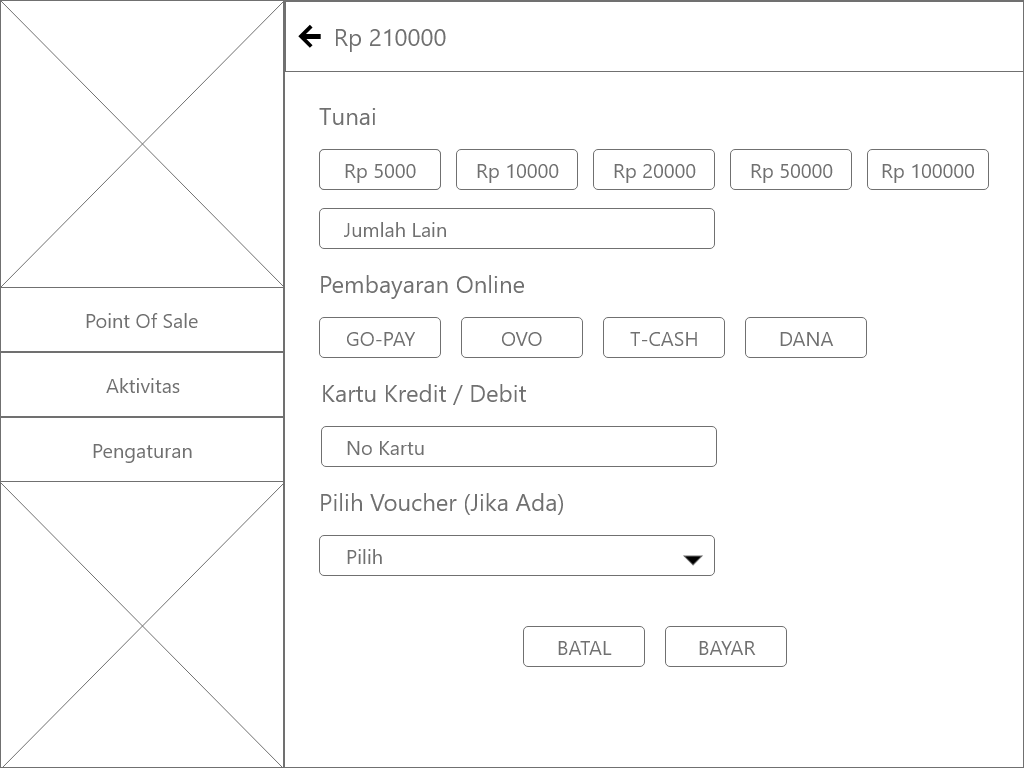 Rp 210000
Tunai
Rp 5000 Rp 10000 Rp 20000 Rp 50000 Rp 100000
Jumlah Lain
Pembayaran Online
GO-PAY OVO T-CASH DANA
Kartu Kredit / Debit
No Kartu
Pilih Voucher (Jika Ada)
Pilih
BATAL BAYAR
Point Of Sale
Aktivitas
Pengaturan